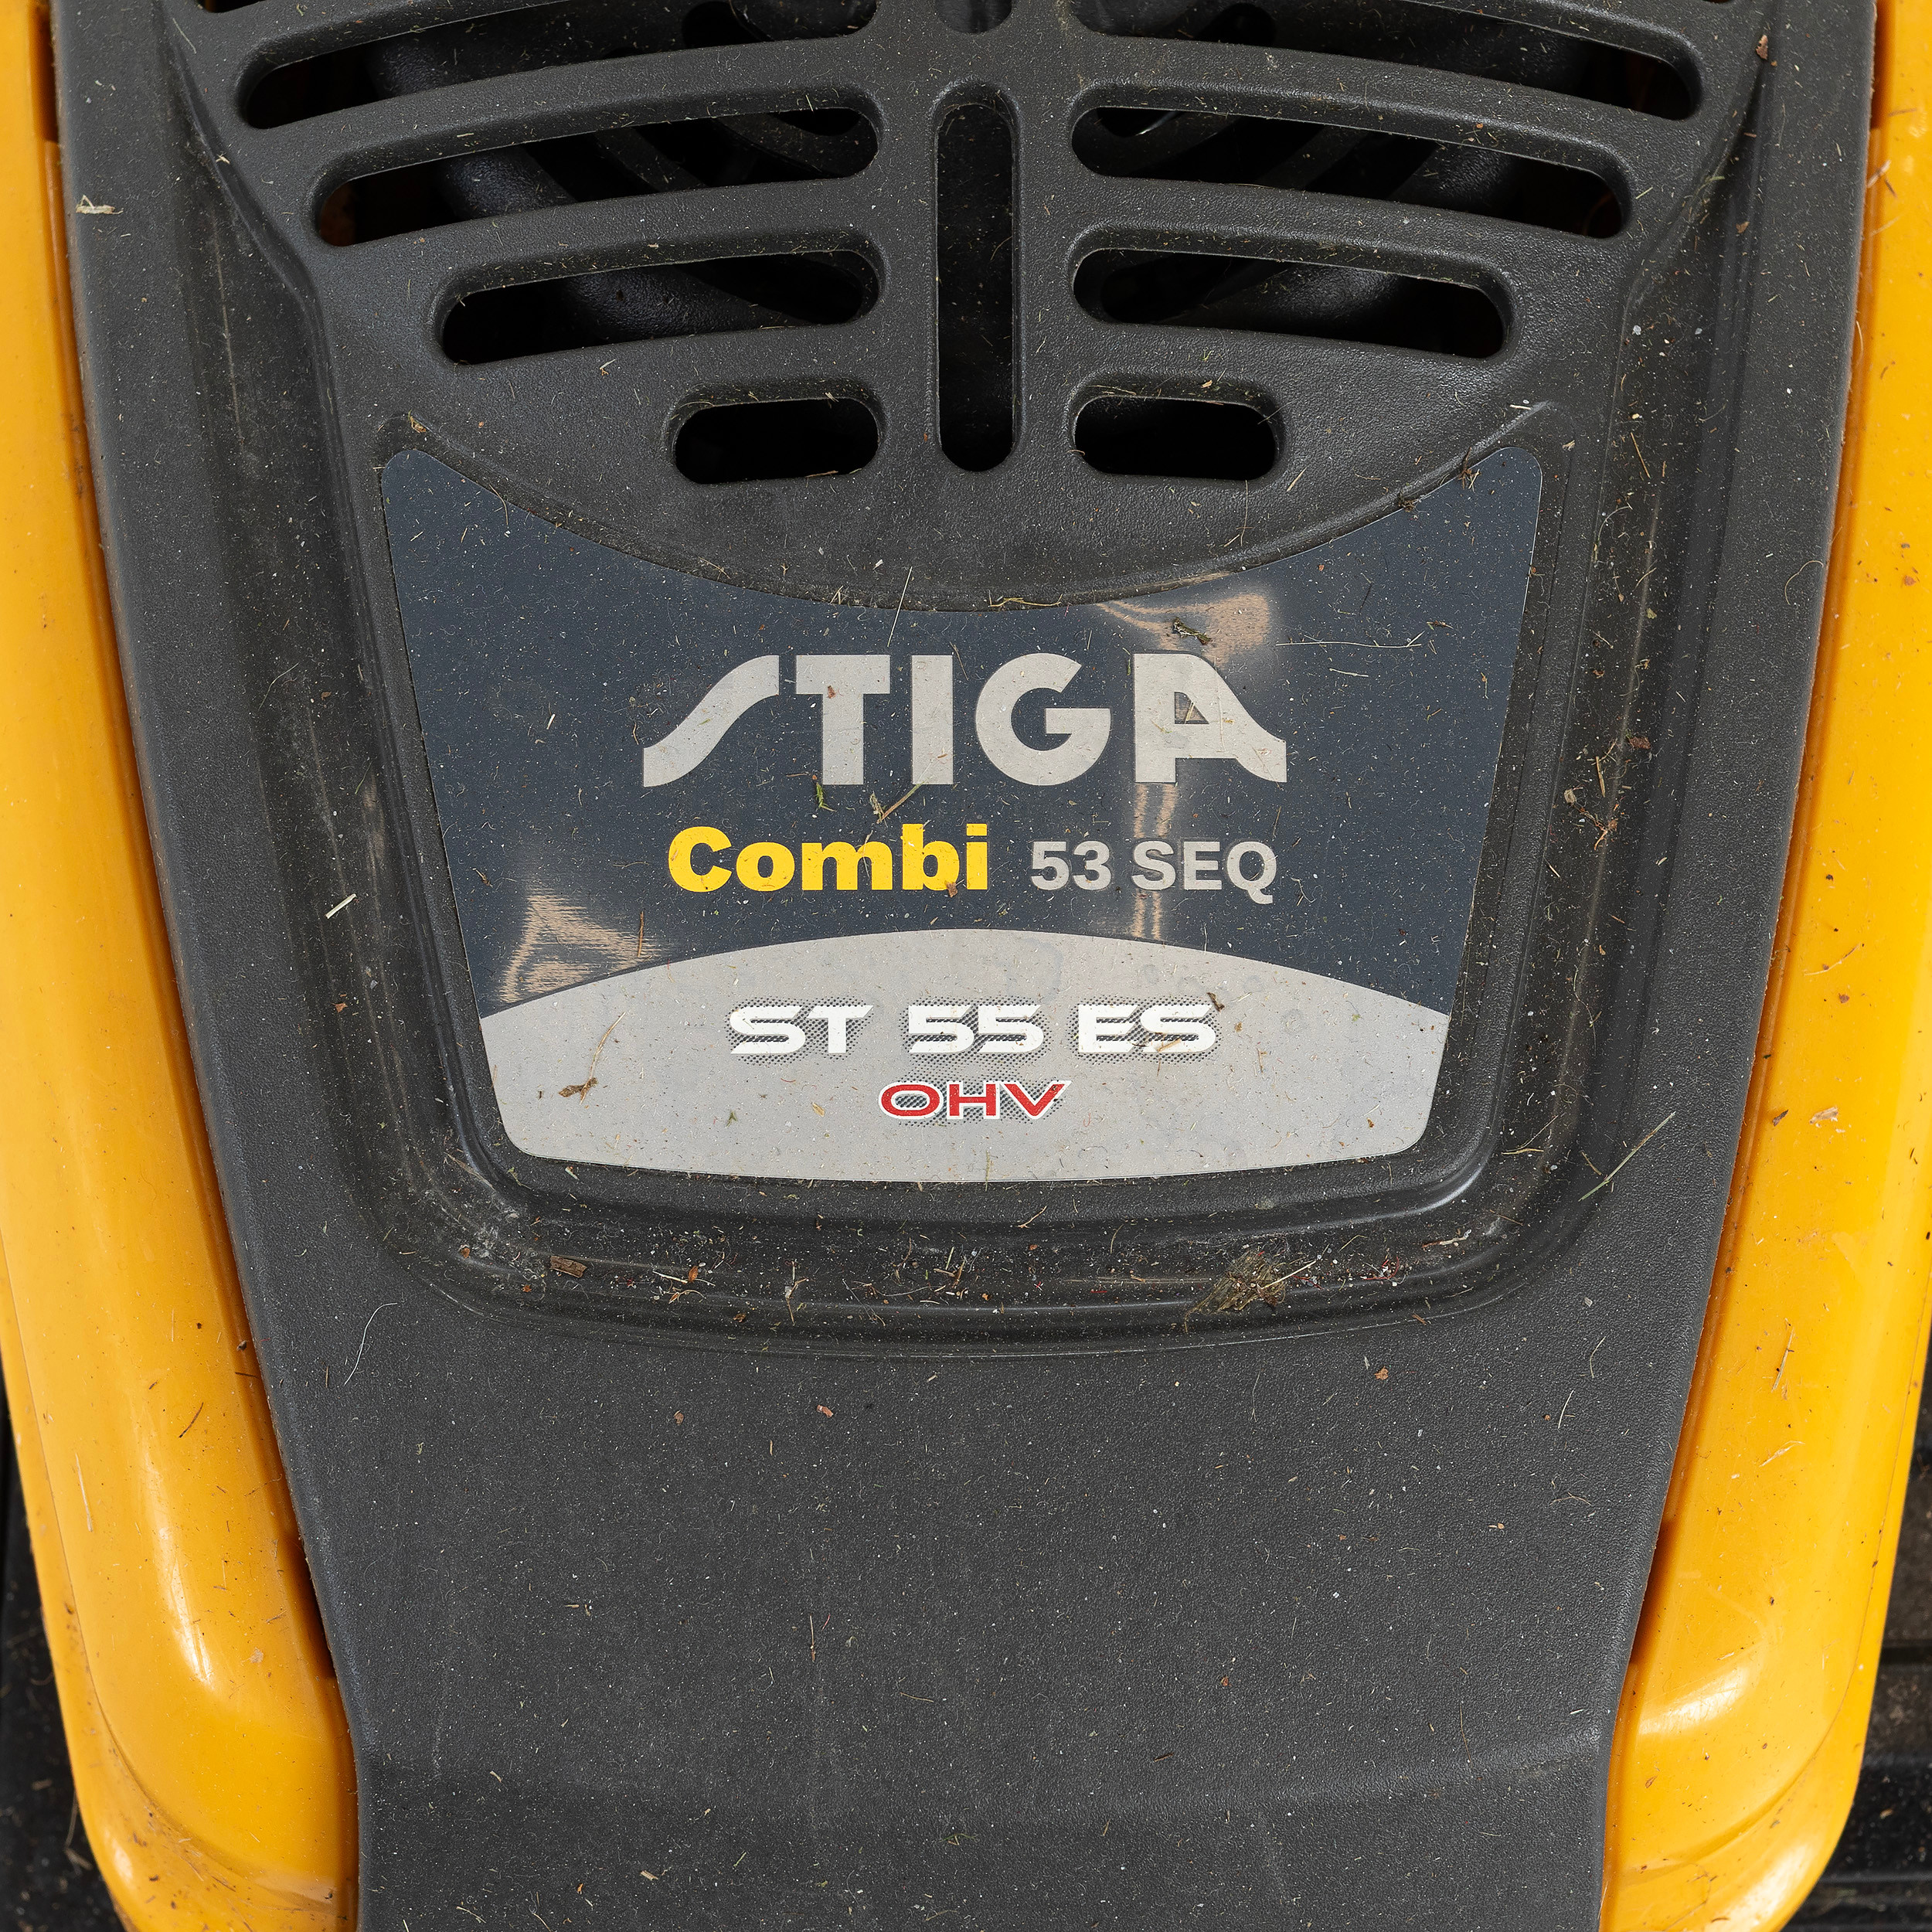 STIGA
Combi 53 SEQ
ST 55 ES
OHV